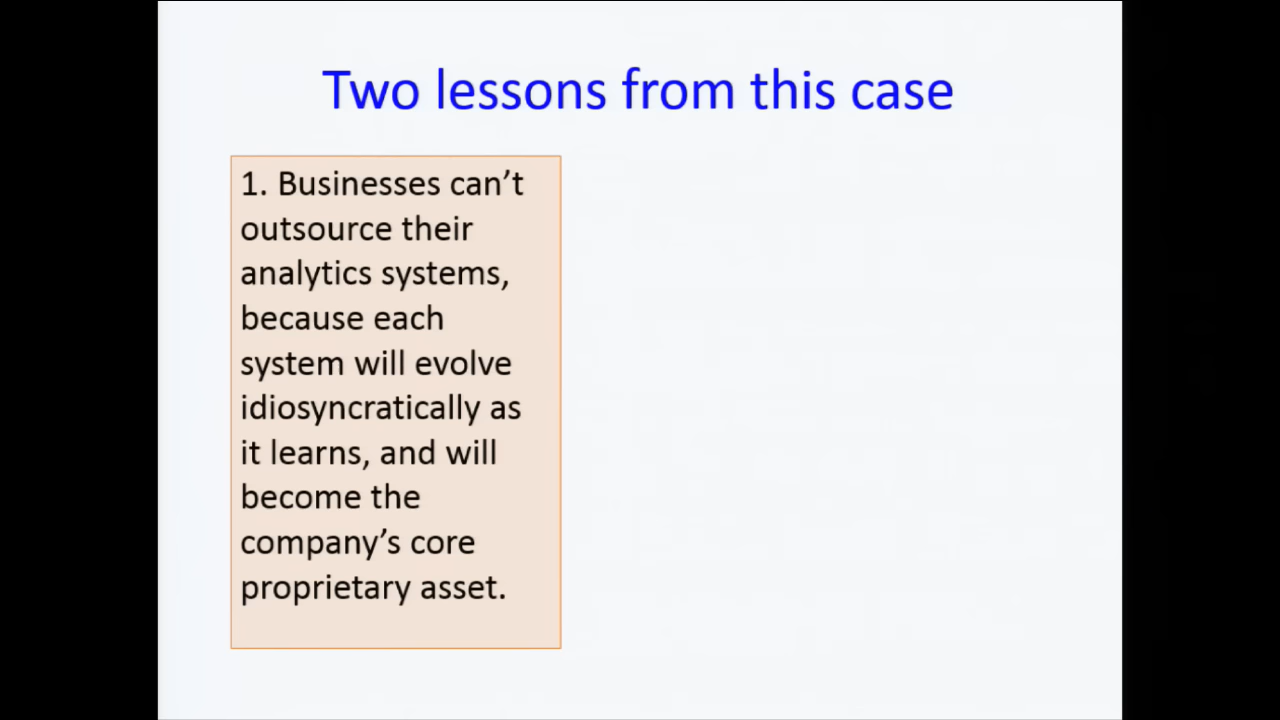 Two lessons from this case
1. Businesses can’t
outsource their
analytics systems,
because each
system will evolve
idiosyncratically as
it learns, and will
become the
company’s core
proprietary asset.